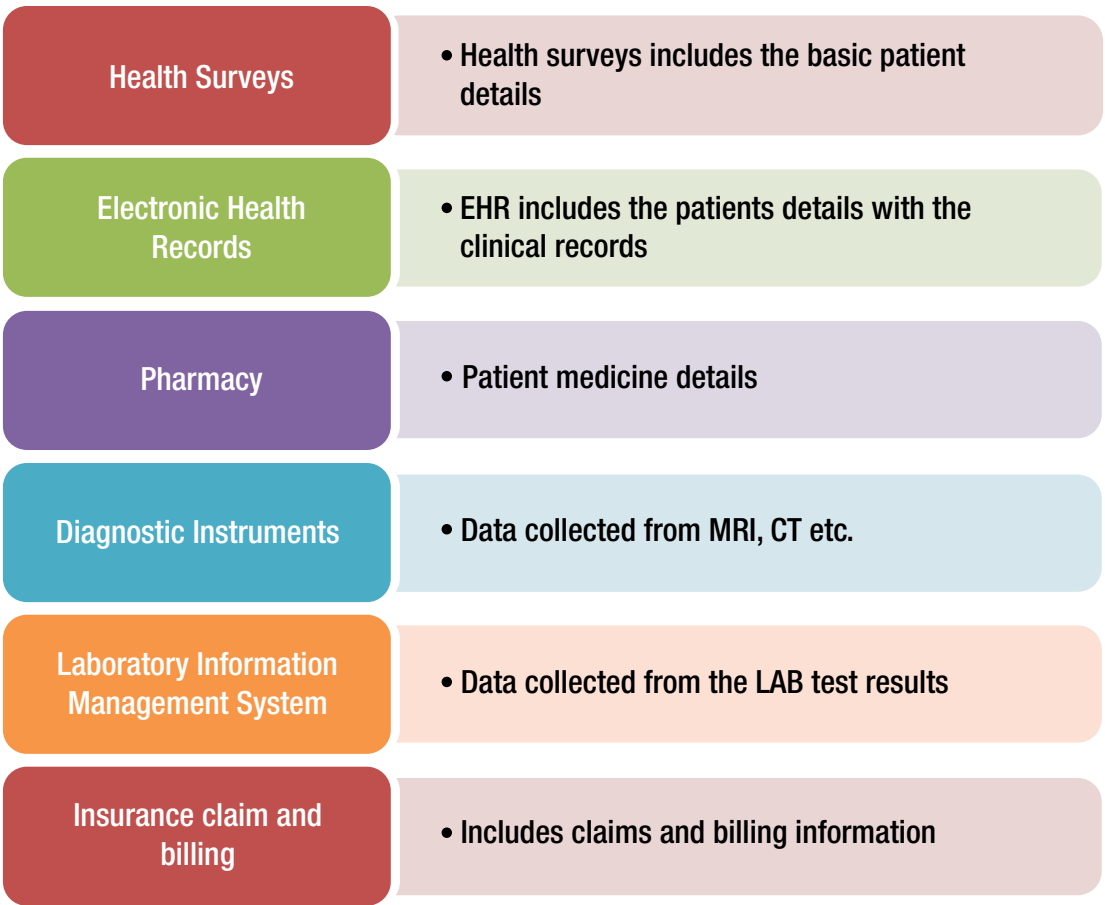 Health Surveys
• Health surveys includes the basic patient
details
Electronic Health
Records
• EHR includes the patients details with the
clinical records
Pharmacy
• Patient medicine details
Diagnostic Instruments
• Data collected from MRI, CT etc.
Laboratory Information
Management System
• Data collected from the LAB test results
Insurance claim and
billing
• Includes claims and billing information